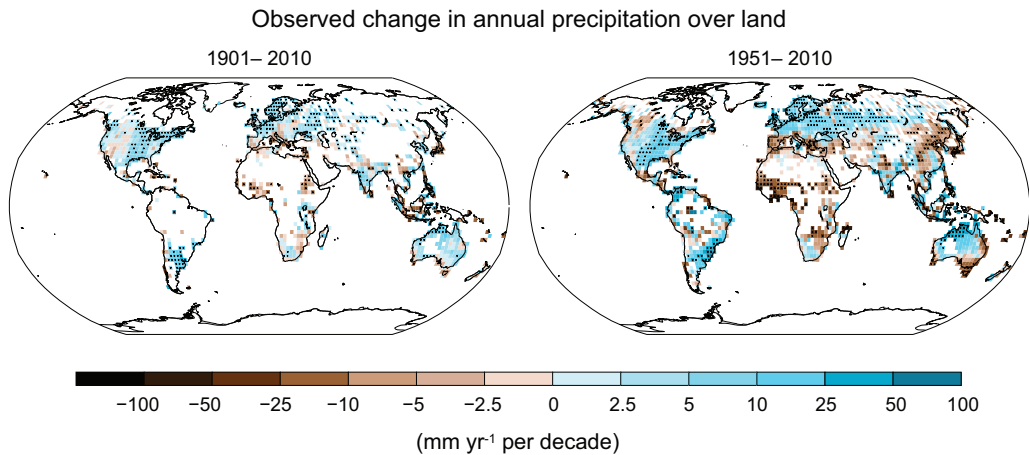 Observed change in annual precipitation over land
1901– 2010
1951– 2010
−100 −50 −25 −10 −5 −2.5 0 2.5 5 10 25 50 100
(mm yr⁻¹ per decade)